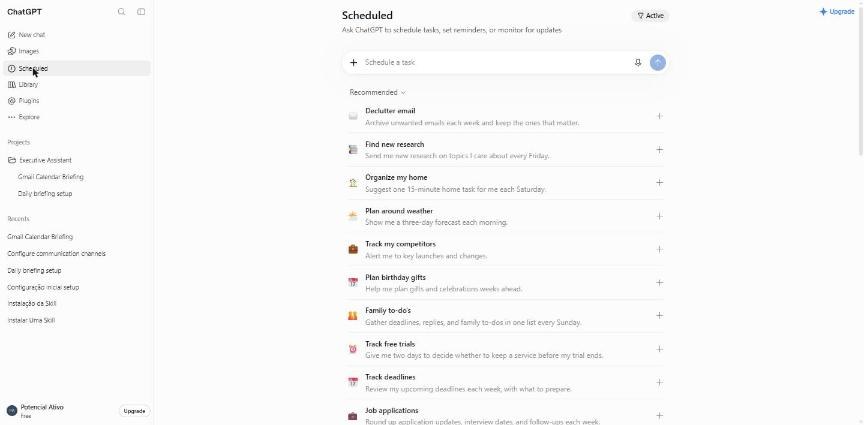 ChatGPT
New chat
Images
Scheduled
Library
Plugins
Explore
Projects
Executive Assistant
Gmail Calendar Briefing
Daily briefing setup
Recents
Gmail Calendar Briefing
Configure communication channels
Daily briefing setup
Configuração inicial setup
Instalação da Skill
Instalar Uma Skill
Potencial Ativo
Free
Upgrade
Scheduled
Active
Upgrade
Ask ChatGPT to schedule tasks, set reminders, or monitor for updates
Schedule a task
Recommended
Declutter email
Archive unwanted emails each week and keep the ones that matter.
Find new research
Send me new research on topics I care about every Friday.
Organize my home
Suggest one 15-minute home task for me each Saturday.
Plan around weather
Show me a three-day forecast each morning.
Track my competitors
Alert me to key launches and changes.
Plan birthday gifts
Help me plan gifts and celebrations weeks ahead.
Family to-do's
Gather deadlines, replies, and family to-dos in one list every Sunday.
Track free trials
Give me two days to decide whether to keep a service before my trial ends.
Track deadlines
Review my upcoming deadlines each week, with what to prepare.
Job applications
Round up application updates, interview dates, and follow-ups each week.